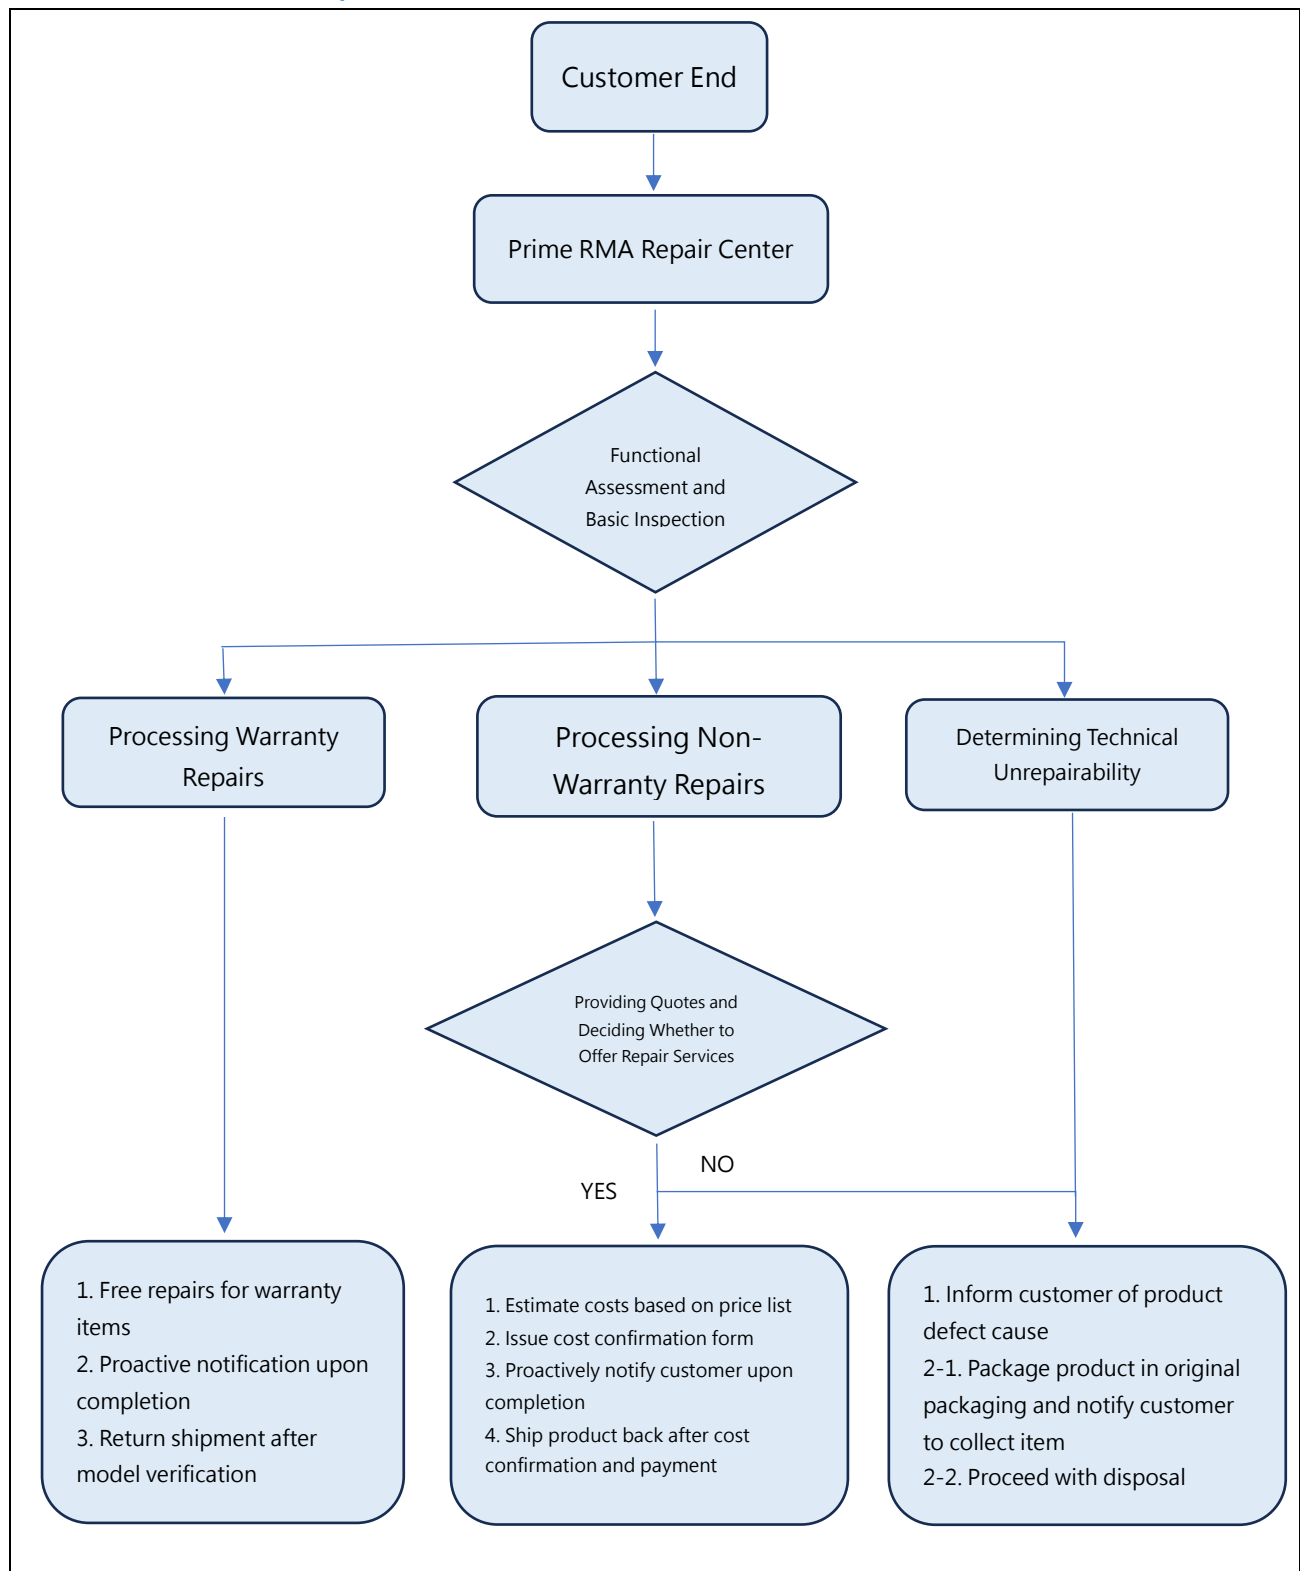 Customer End
Prime RMA Repair Center
Functional
Assessment and
Basic Inspection
Processing Warranty
Repairs
Processing Non-
Warranty Repairs
Determining Technical
Unrepairability
Providing Quotes and
Deciding Whether to
Offer Repair Services
NO
YES
1. Free repairs for warranty
items
2. Proactive notification upon
completion
3. Return shipment after
model verification
1. Estimate costs based on price list
2. Issue cost confirmation form
3. Proactively notify customer upon
completion
4. Ship product back after cost
confirmation and payment
1. Inform customer of product
defect cause
2-1. Package product in original
packaging and notify customer
to collect item
2-2. Proceed with disposal